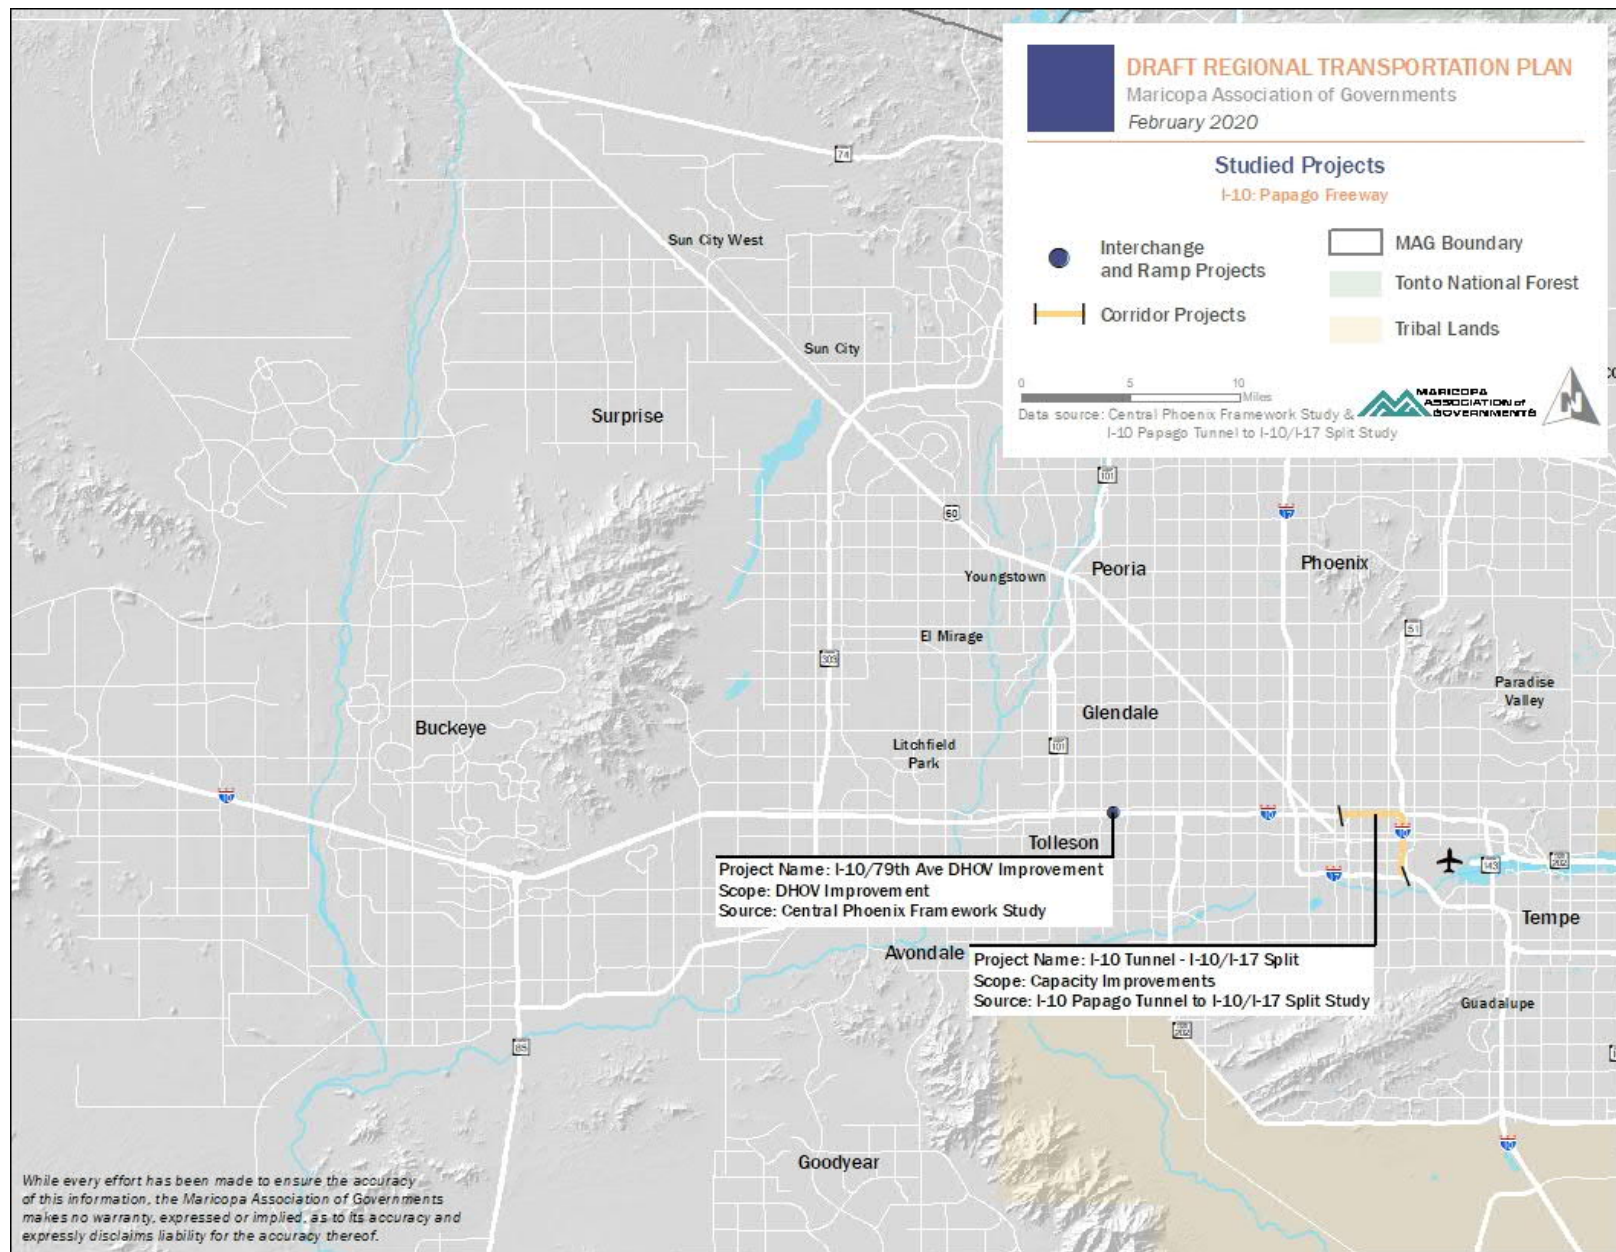 DRAFT REGIONAL TRANSPORTATION PLAN
Maricopa Association of Governments
February 2020
Studied Projects
I-10: Papago Freeway
Interchange
and Ramp Projects
Corridor Projects
MAG Boundary
Tonto National Forest
Tribal Lands
0 5 10
Miles
Data source: Central Phoenix Framework Study &
I-10 Papago Tunnel to I-10/I-17 Split Study
MARICOPA
ASSOCIATION of
GOVERNMENTS
N
74
Sun City West
Sun City
Surprise
101
60
17
Youngstown
Peoria
Phoenix
El Mirage
51
303
Paradise
Valley
Glendale
Buckeye
Litchfield
Park
101
10
10
10
Tolleson
17
143
202
Project Name: I-10/79th Ave DHOV Improvement
Scope: DHOV Improvement
Source: Central Phoenix Framework Study
Tempe
Avondale
Project Name: I-10 Tunnel - I-10/I-17 Split
Scope: Capacity Improvements
Source: I-10 Papago Tunnel to I-10/I-17 Split Study
Guadalupe
202
85
10
Goodyear
While every effort has been made to ensure the accuracy
of this information, the Maricopa Association of Governments
makes no warranty, expressed or implied, as to its accuracy and
expressly disclaims liability for the accuracy thereof.